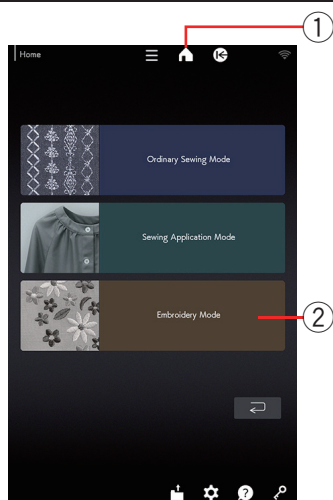 ①
Home
Ordinary Sewing Mode
Sewing Application Mode
Embroidery Mode
②